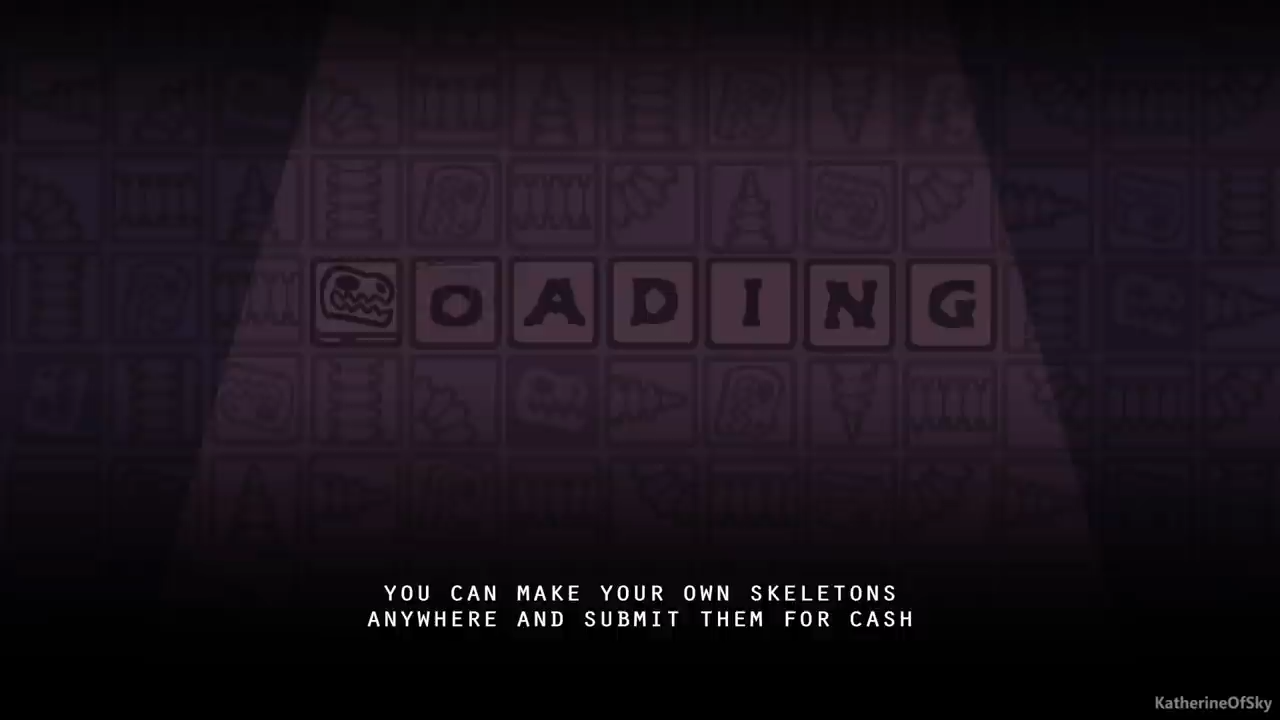 OADING
YOU CAN MAKE YOUR OWN SKELETONS
ANYWHERE AND SUBMIT THEM FOR CASH
KatherineOfSky